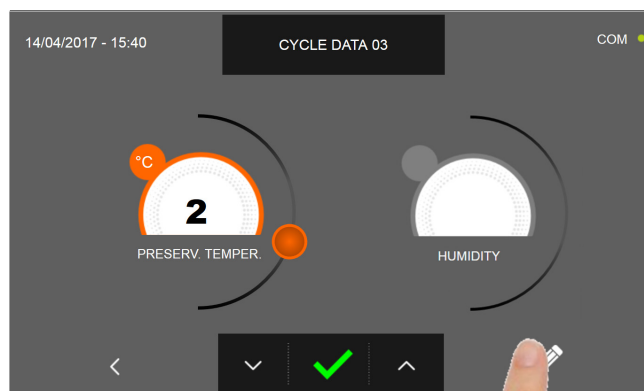 14/04/2017 - 15:40
CYCLE DATA 03
COM
°C
2
PRESERV. TEMPER.
HUMIDITY